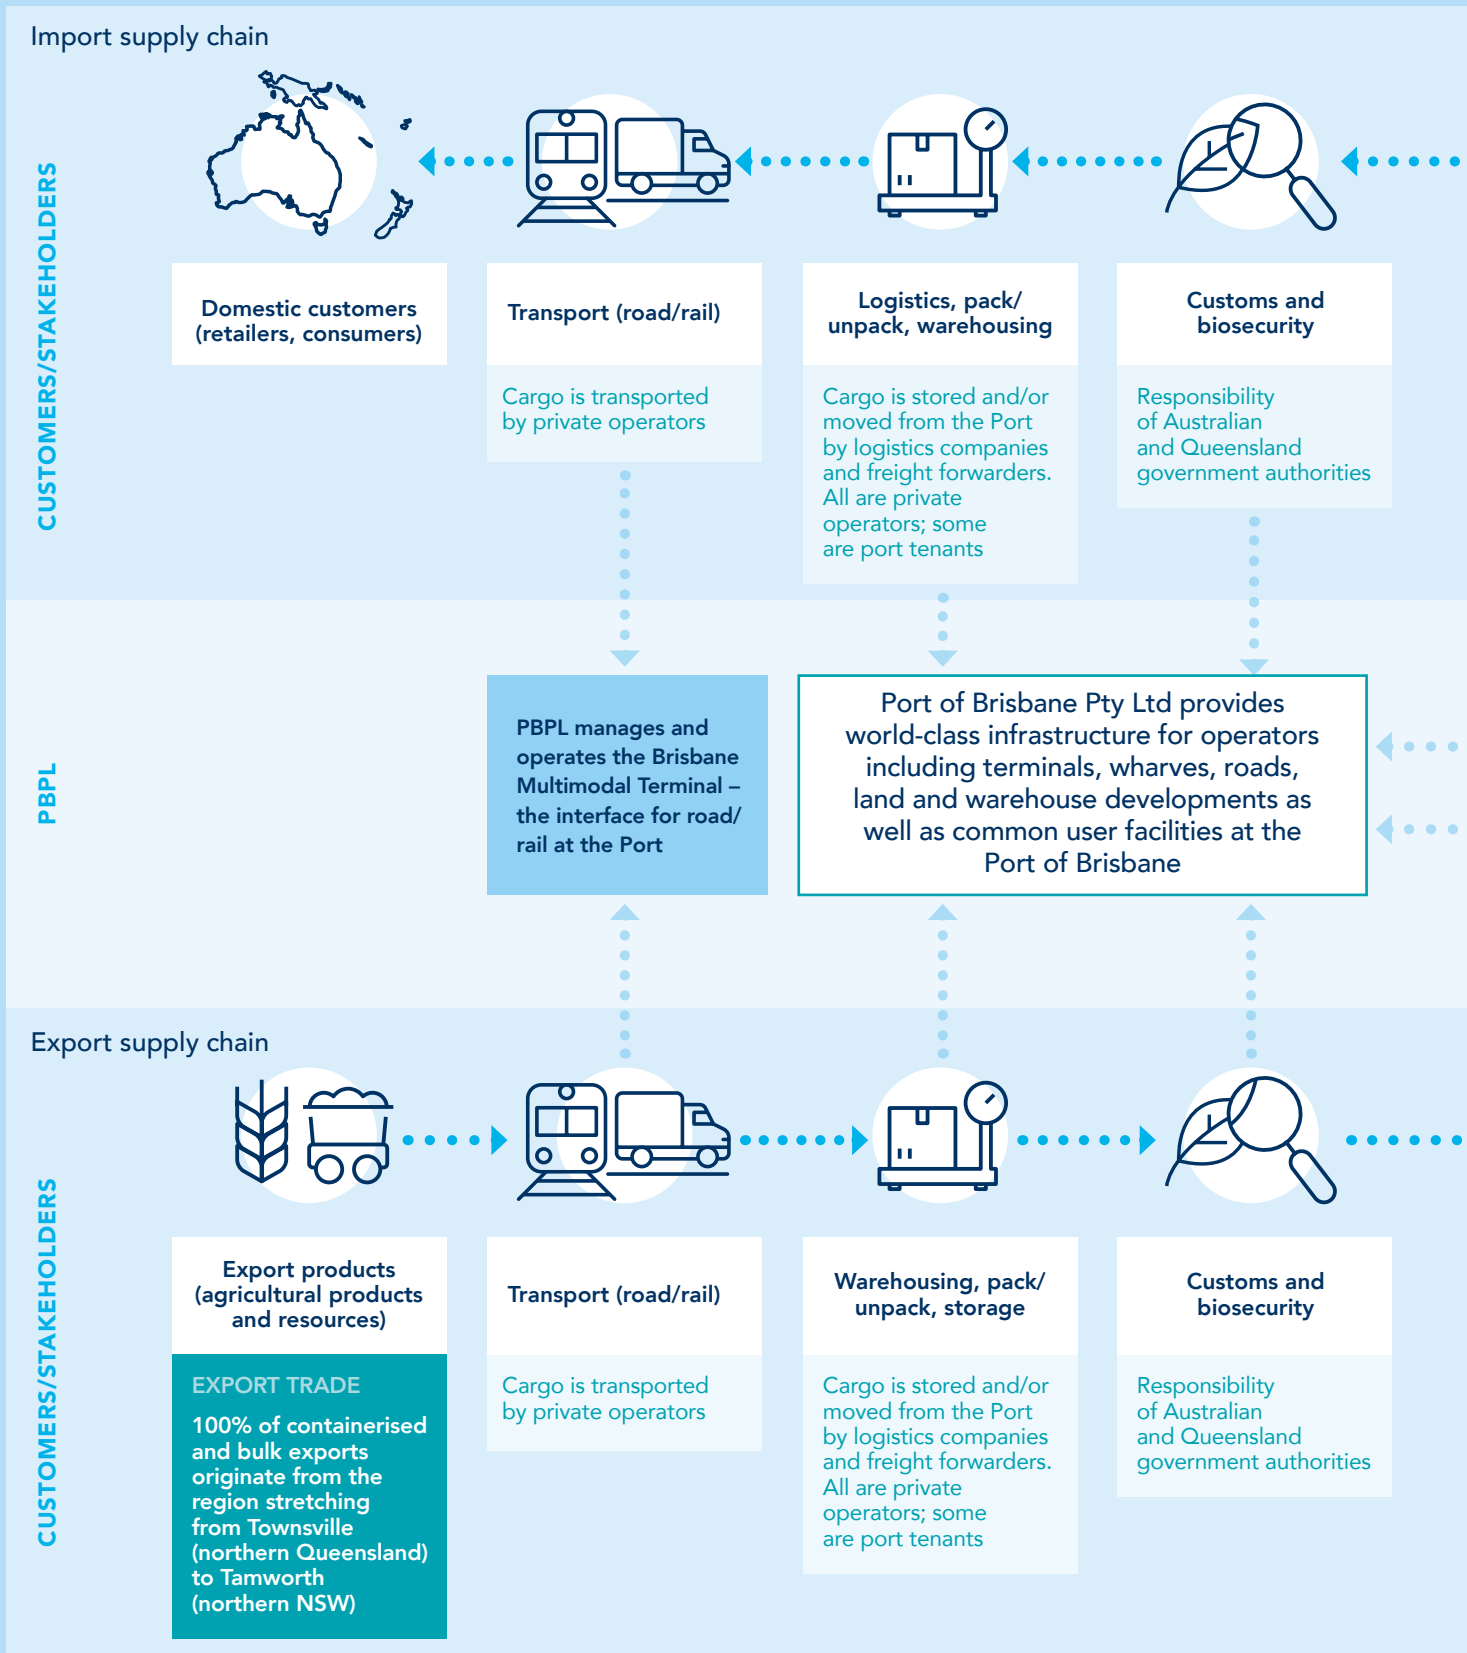 Import supply chain
CUSTOMERS/STAKEHOLDERS
Domestic customers
(retailers, consumers)
Transport (road/rail)
Cargo is transported
by private operators
Logistics, pack/
unpack, warehousing
Cargo is stored and/or
moved from the Port
by logistics companies
and freight forwarders.
All are private
operators; some
are port tenants
Customs and
biosecurity
Responsibility
of Australian
and Queensland
government authorities
PBPL
PBPL manages and
operates the Brisbane
Multimodal Terminal –
the interface for road/
rail at the Port
Port of Brisbane Pty Ltd provides
world-class infrastructure for operators
including terminals, wharves, roads,
land and warehouse developments as
well as common user facilities at the
Port of Brisbane
Export supply chain
CUSTOMERS/STAKEHOLDERS
Export products
(agricultural products
and resources)
EXPORT TRADE
100% of containerised
and bulk exports
originate from the
region stretching
from Townsville
(northern Queensland)
to Tamworth
(northern NSW)
Transport (road/rail)
Cargo is transported
by private operators
Warehousing, pack/
unpack, storage
Cargo is stored and/or
moved from the Port
by logistics companies
and freight forwarders.
All are private
operators; some
are port tenants
Customs and
biosecurity
Responsibility
of Australian
and Queensland
government authorities